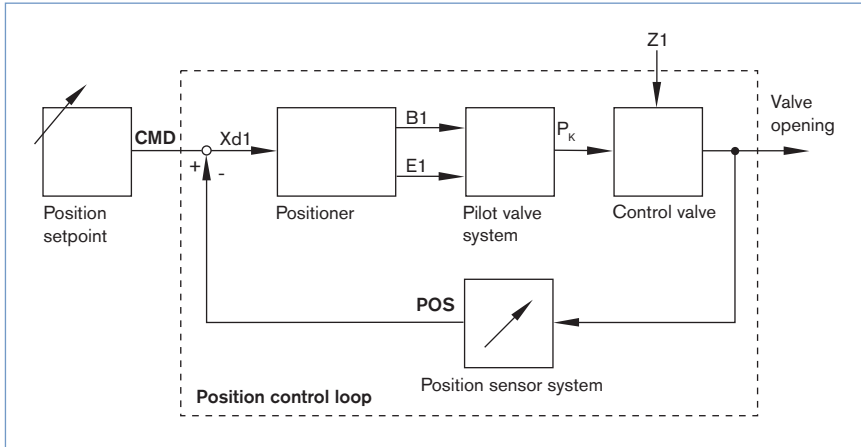 Z1
Valve
opening
CMD
Xd1
B1
E1
P_K
+
-
Position
setpoint
Positioner
Pilot valve
system
Control valve
POS
Position sensor system
Position control loop